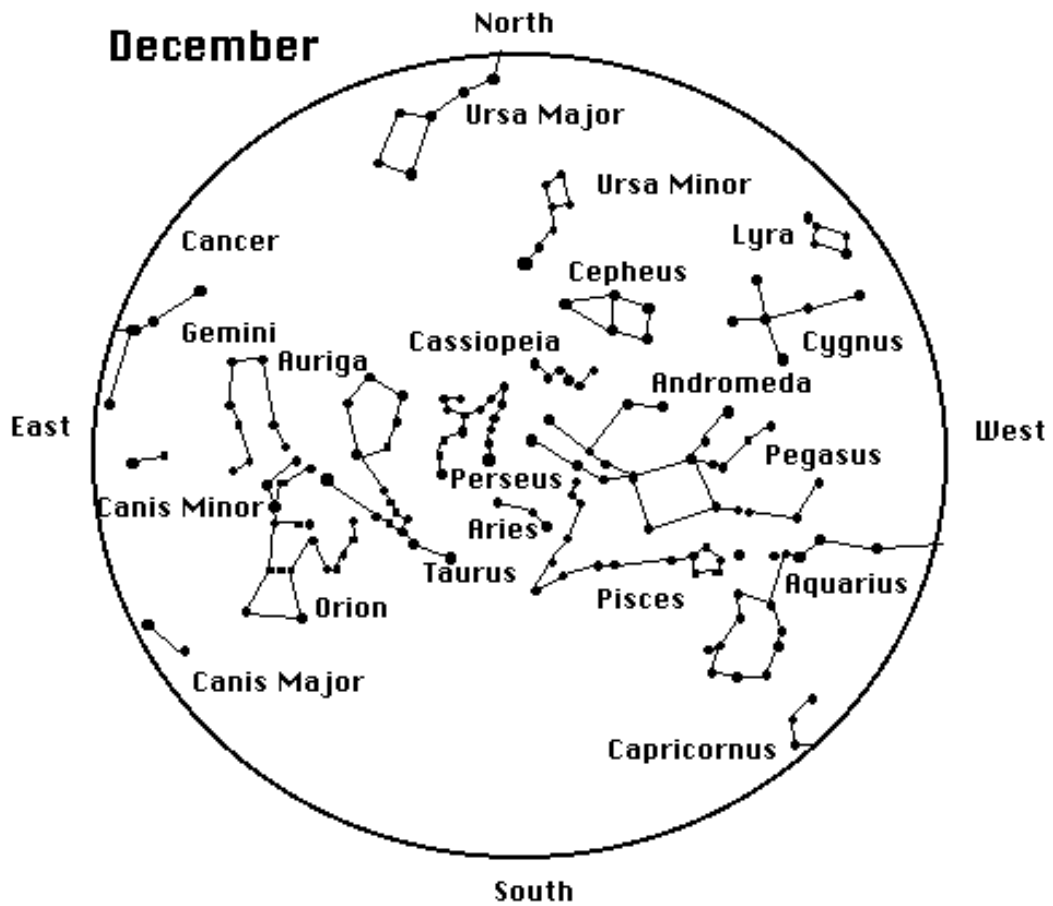 North
December
Ursa Major
Ursa Minor
Cancer
Lyra
Cepheus
Gemini
Cassiopeia
Cygnus
Auriga
Andromeda
East
West
Pegasus
Perseus
Canis Minor
Aries
Taurus
Aquarius
Pisces
Orion
Canis Major
Capricornus
South